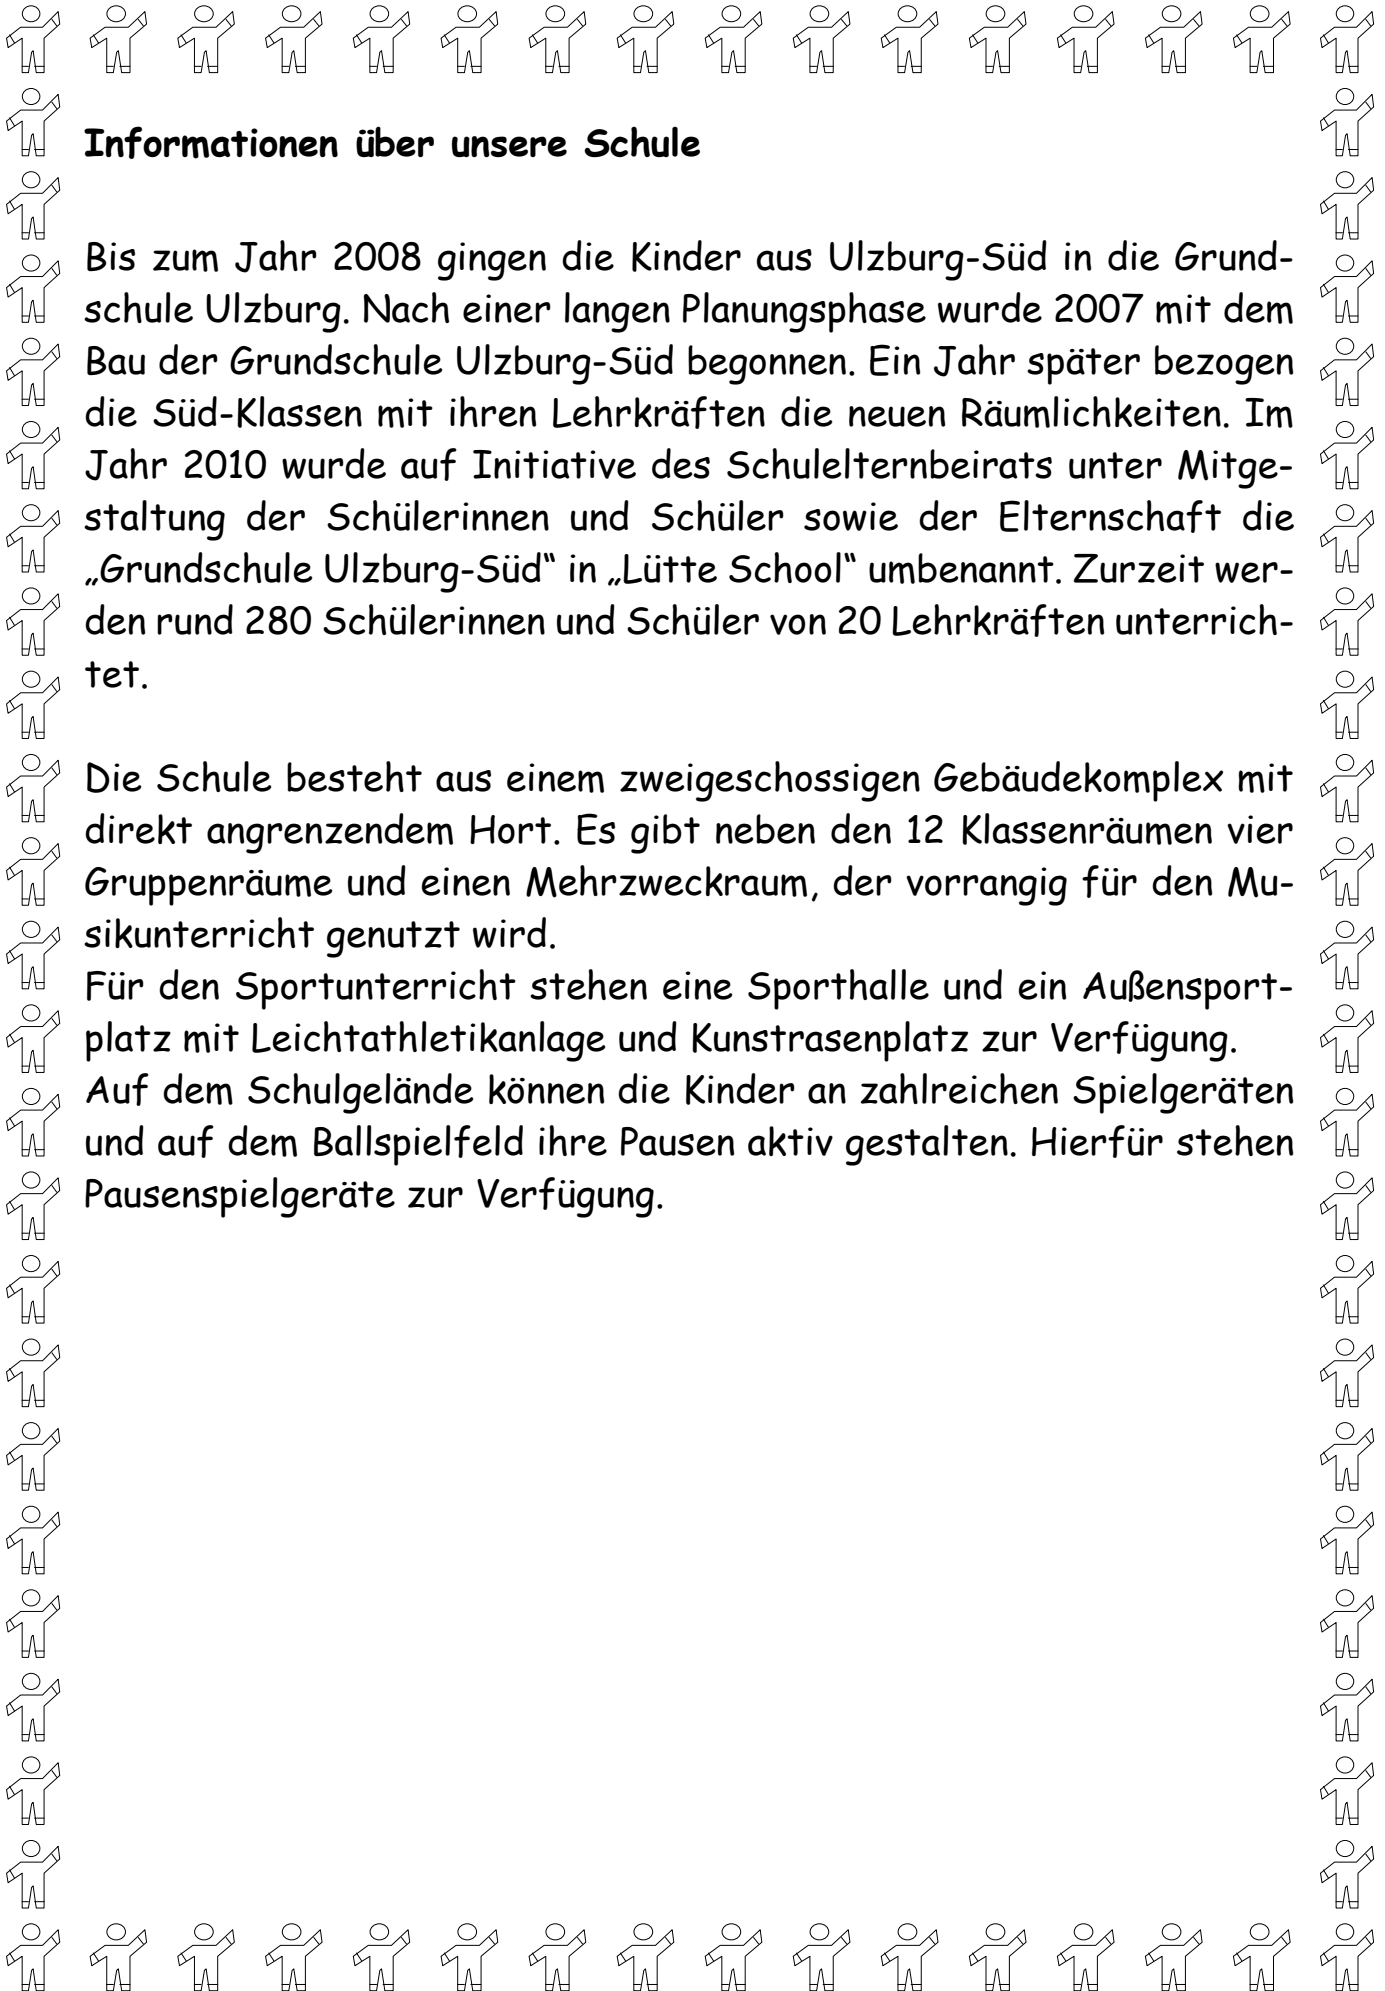 Informationen über unsere Schule
Bis zum Jahr 2008 gingen die Kinder aus Ulzburg-Süd in die Grund-
schule Ulzburg. Nach einer langen Planungsphase wurde 2007 mit dem
Bau der Grundschule Ulzburg-Süd begonnen. Ein Jahr später bezogen
die Süd-Klassen mit ihren Lehrkräften die neuen Räumlichkeiten. Im
Jahr 2010 wurde auf Initiative des Schulelternbeirats unter Mitge-
staltung der Schülerinnen und Schüler sowie der Elternschaft die
„Grundschule Ulzburg-Süd“ in „Lütte School“ umbenannt. Zurzeit wer-
den rund 280 Schülerinnen und Schüler von 20 Lehrkräften unterrich-
tet.
Die Schule besteht aus einem zweigeschossigen Gebäudekomplex mit
direkt angrenzendem Hort. Es gibt neben den 12 Klassenräumen vier
Gruppenräume und einen Mehrzweckraum, der vorrangig für den Mu-
sikunterricht genutzt wird.
Für den Sportunterricht stehen eine Sporthalle und ein Außensport-
platz mit Leichtathletikanlage und Kunstrasenplatz zur Verfügung.
Auf dem Schulgelände können die Kinder an zahlreichen Spielgeräten
und auf dem Ballspielfeld ihre Pausen aktiv gestalten. Hierfür stehen
Pausenspielgeräte zur Verfügung.